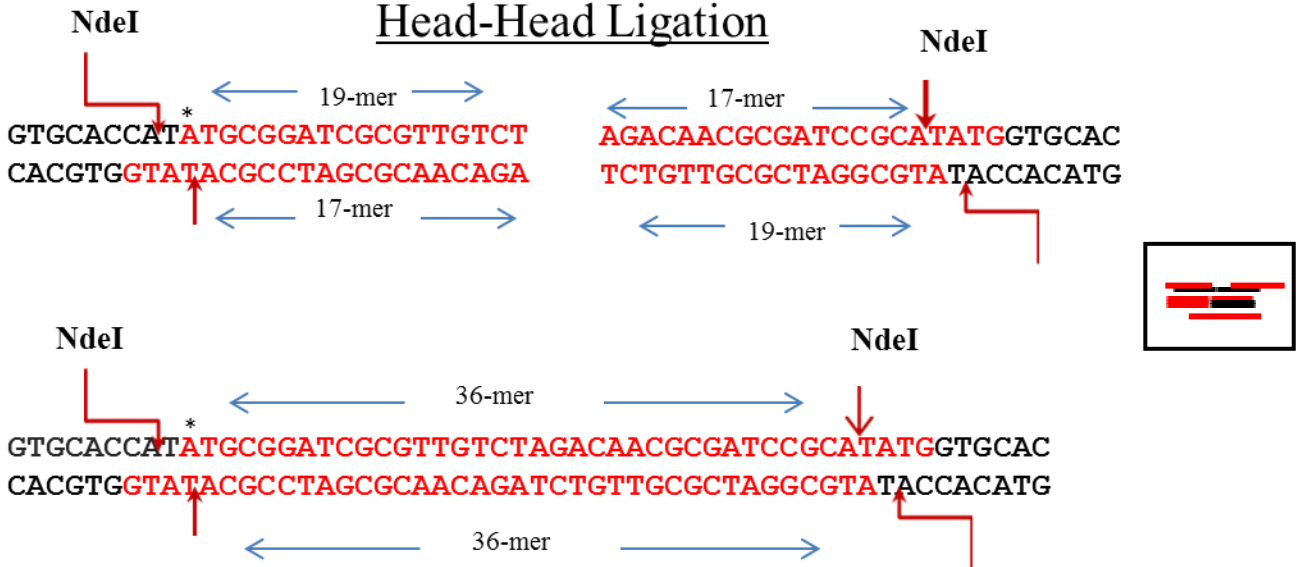 Head-Head Ligation
NdeI
NdeI
19-mer
17-mer
*
GTGCACCATATGCGGATCGCGTTGTCT AGACAACGCGATCCGCATATGGTGCAC
CACGTGGTATACGCCTAGCGCAACAGA TCTGTTGCGCTAGGCGTATACCACATG
17-mer
19-mer
NdeI
NdeI
36-mer
*
GTGCACCATATGCGGATCGCGTTGTCTAGACAACGCGATCCGCATATGGTGCAC
CACGTGGTATACGCCTAGCGCAACAGATCTGTTGCGCTAGGCGTATACCACATG
36-mer